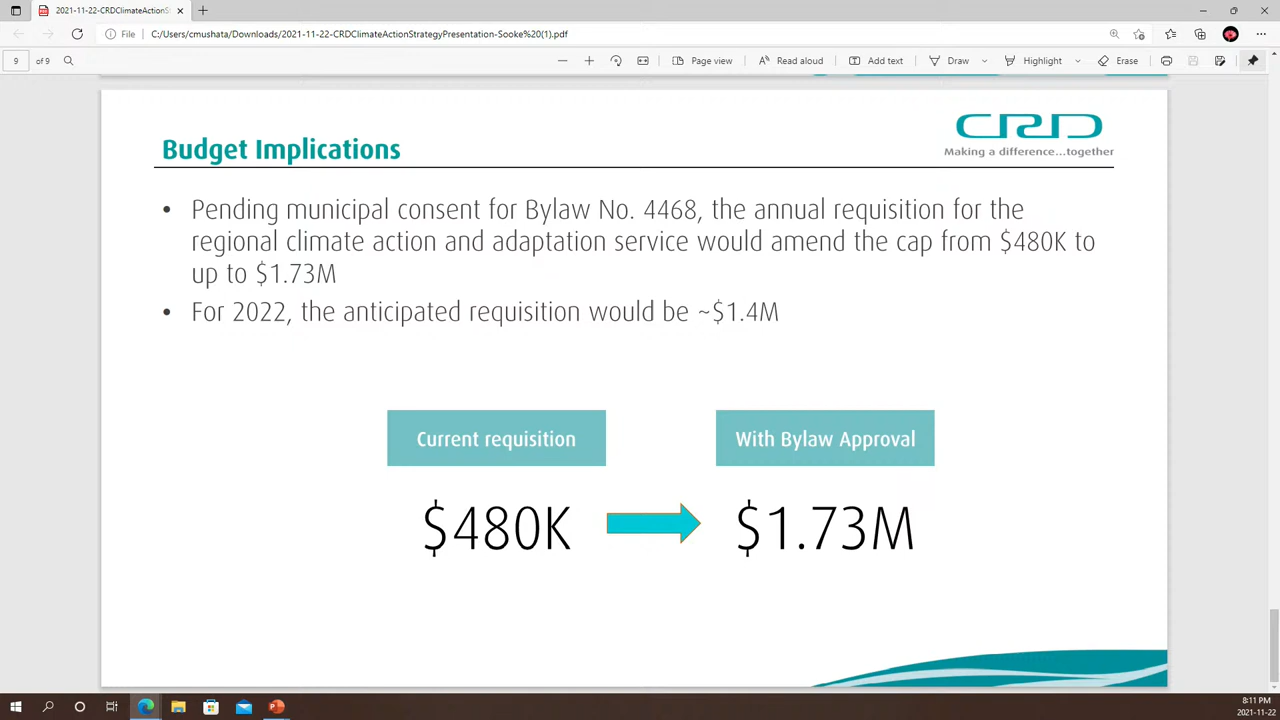 2021-11-22-CRDClimateActionSt
File
C:/Users/cmushata/Downloads/2021-11-22-CRDClimateActionStrategyPresentation-Sooke%20(1).pdf
9 of 9
Page view
Read aloud
Add text
Draw
Highlight
Erase
CRD
Making a difference...together
Budget Implications
• Pending municipal consent for Bylaw No. 4468, the annual requisition for the
regional climate action and adaptation service would amend the cap from $480K to
up to $1.73M
• For 2022, the anticipated requisition would be ~$1.4M
Current requisition
With Bylaw Approval
$480K
$1.73M
8:11 PM
2021-11-22